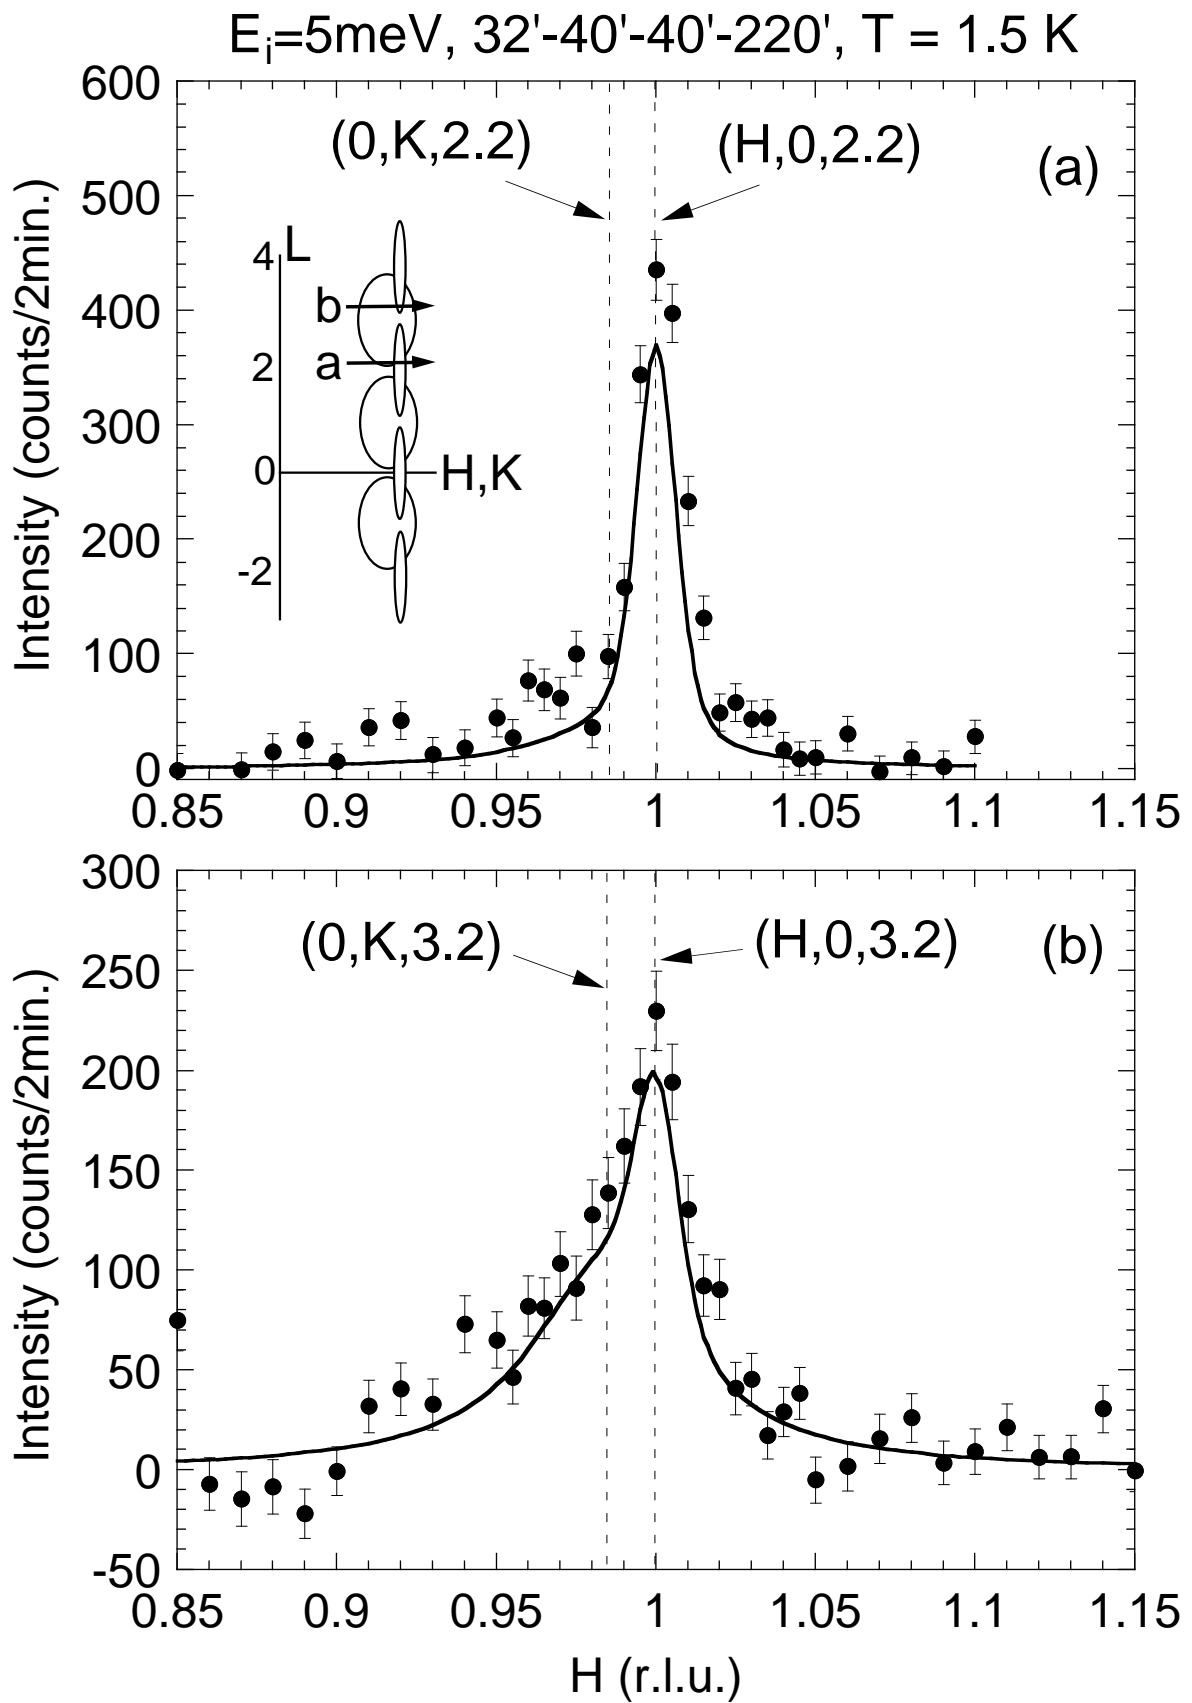 E_i=5meV, 32'-40'-40'-220', T = 1.5 K
600
500
400
300
200
100
0
Intensity (counts/2min.)
(0,K,2.2)
(H,0,2.2)
(a)
4
L
b
2
a
0
H,K
-2
0.85 0.9 0.95 1 1.05 1.1 1.15
300
250
200
150
100
50
0
-50
Intensity (counts/2min.)
(0,K,3.2)
(H,0,3.2)
(b)
0.85 0.9 0.95 1 1.05 1.1 1.15
H (r.l.u.)